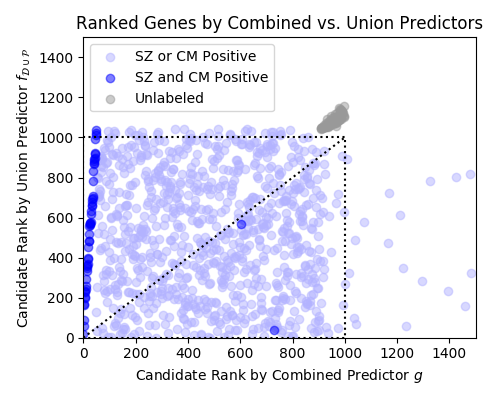 Ranked Genes by Combined vs. Union Predictors
SZ or CM Positive
SZ and CM Positive
Unlabeled
Candidate Rank by Union Predictor f_{𝒟∪𝒫}
1400
1200
1000
800
600
400
200
0
0 200 400 600 800 1000 1200 1400
Candidate Rank by Combined Predictor g